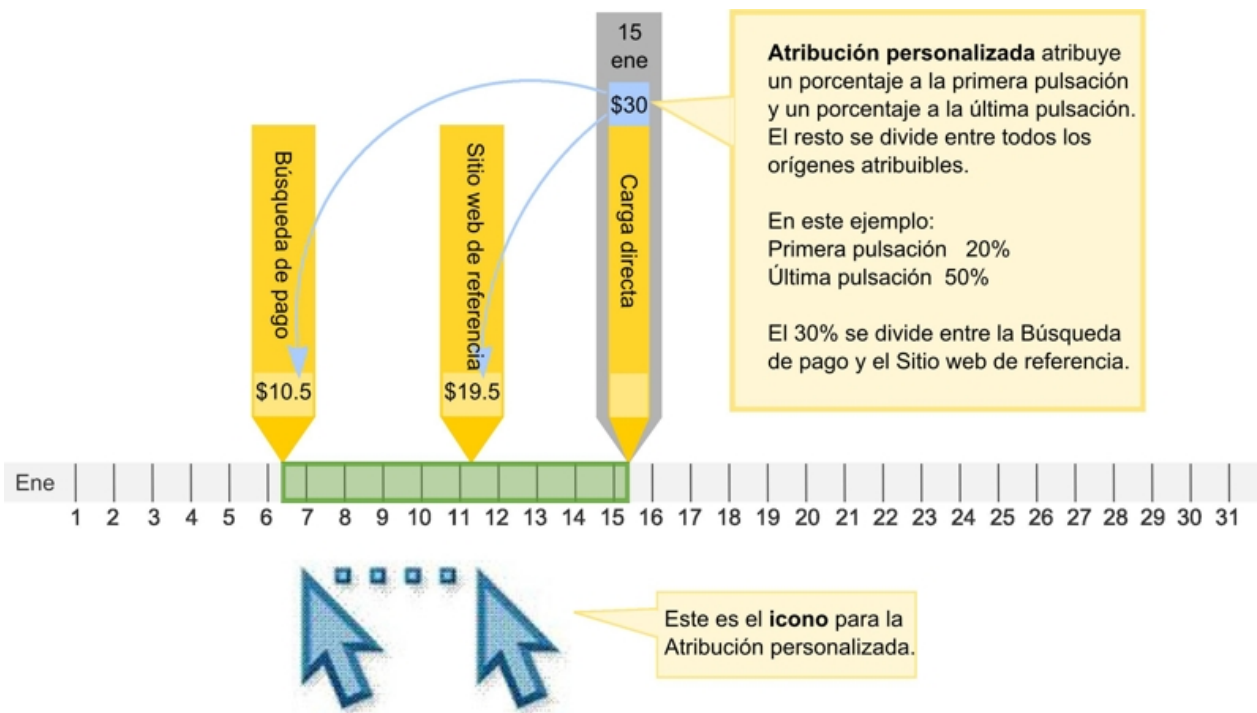 15
ene
$30
Búsqueda de pago
Sitio web de referencia
Carga directa
$10.5
$19.5
Atribución personalizada atribuye
un porcentaje a la primera pulsación
y un porcentaje a la última pulsación.
El resto se divide entre todos los
orígenes atribuibles.
En este ejemplo:
Primera pulsación 20%
Última pulsación 50%
El 30% se divide entre la Búsqueda
de pago y el Sitio web de referencia.
Ene
1 2 3 4 5 6 7 8 9 10 11 12 13 14 15 16 17 18 19 20 21 22 23 24 25 26 27 28 29 30 31
Este es el icono para la
Atribución personalizada.